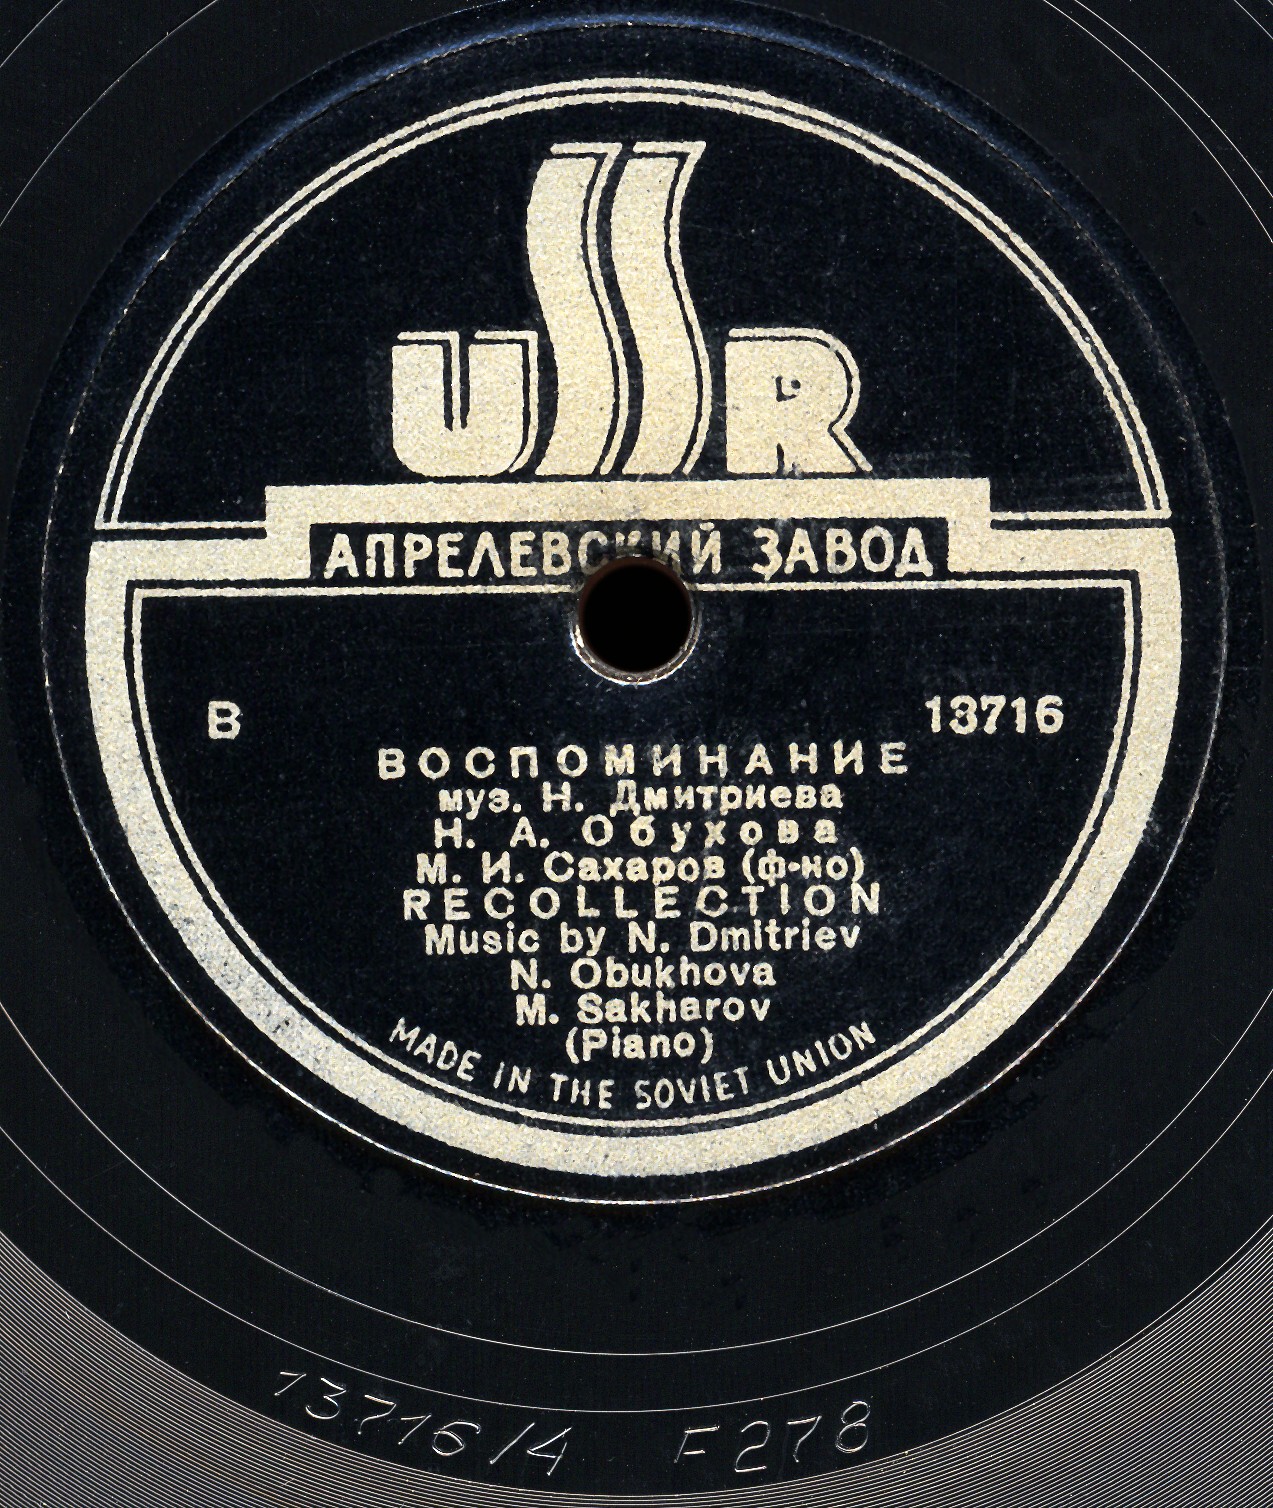 USSR
АПРЕЛЕВСКИЙ ЗАВОД
В 13716
ВОСПОМИНАНИЕ
муз. Н. Дмитриева
Н. А. Обухова
М. И. Сахаров (ф-но)
RECOLLECTION
Music by N. Dmitriev
N. Obukhova
M. Sakharov
(Piano)
MADE IN THE SOVIET UNION
13716/4 F278